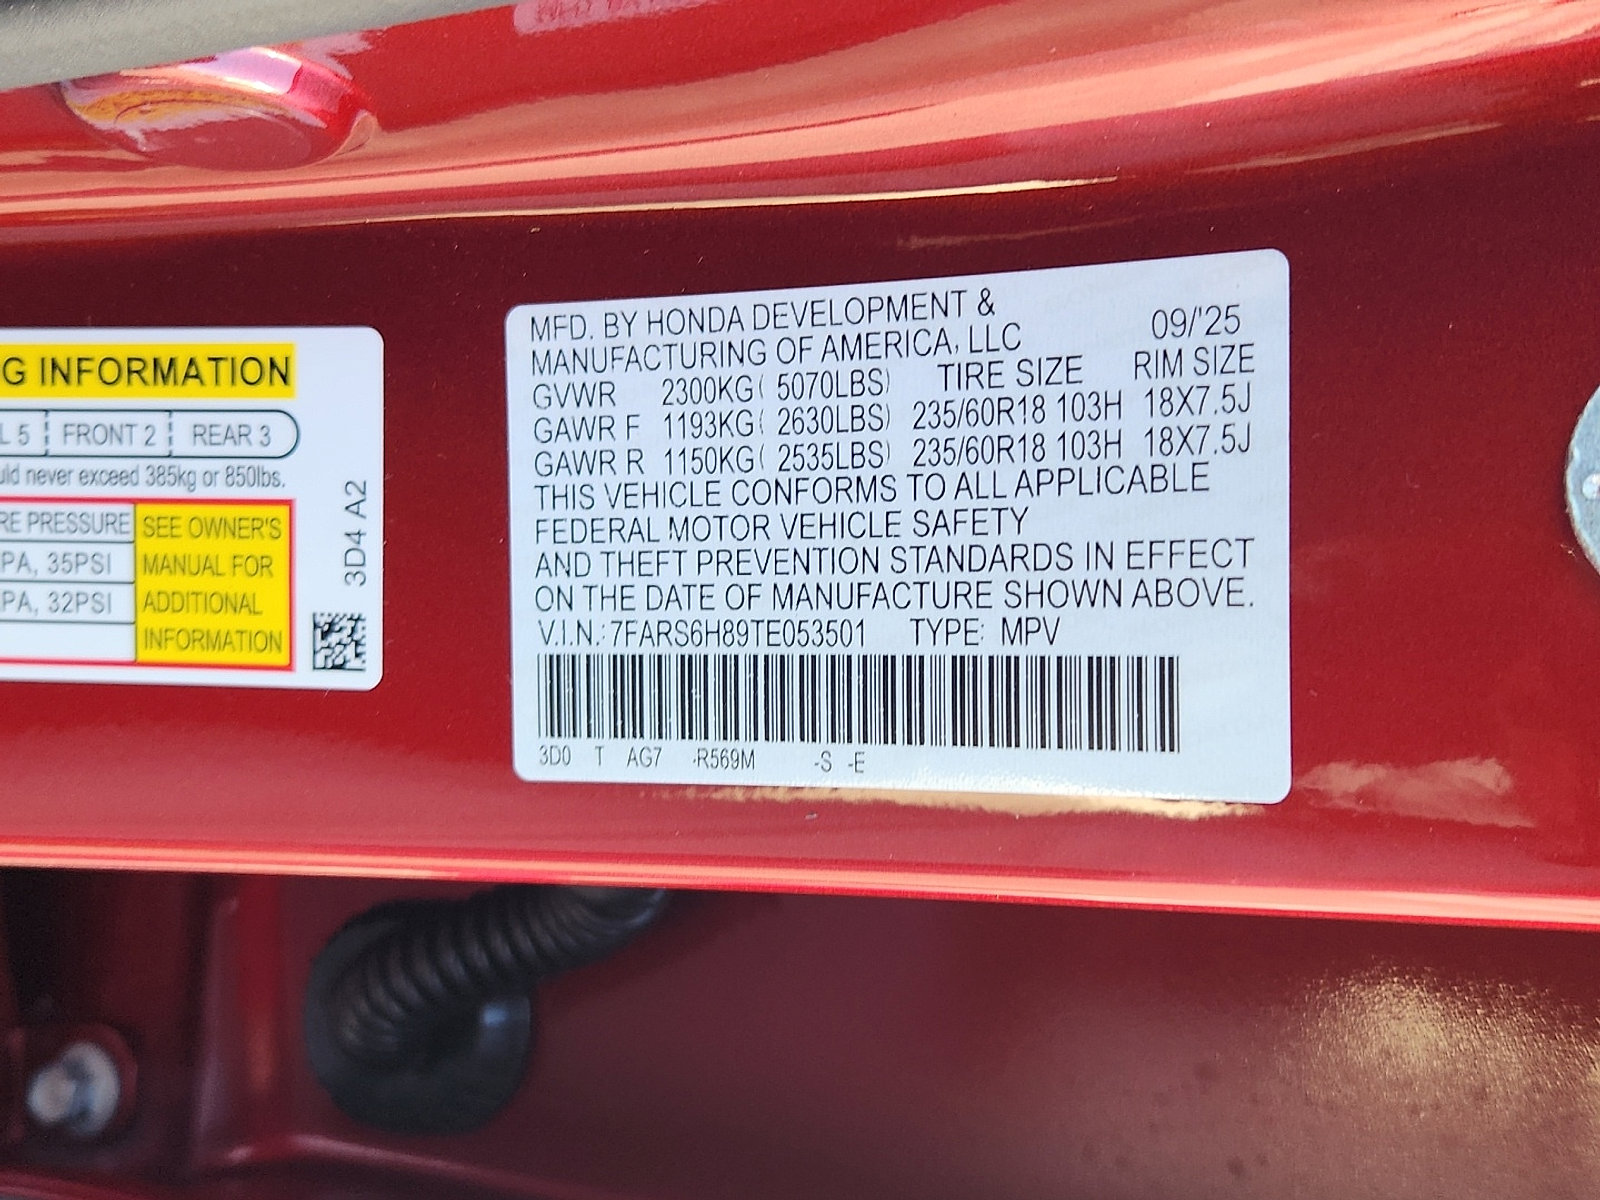 G INFORMATION
L 5 FRONT 2 REAR 3
uld never exceed 385kg or 850lbs.
RE PRESSURE
PA, 35PSI
PA, 32PSI
SEE OWNER'S
MANUAL FOR
ADDITIONAL
INFORMATION
3D4 A2
MFD. BY HONDA DEVELOPMENT &
MANUFACTURING OF AMERICA, LLC 09/'25
GVWR 2300KG( 5070LBS) TIRE SIZE RIM SIZE
GAWR F 1193KG( 2630LBS) 235/60R18 103H 18X7.5J
GAWR R 1150KG( 2535LBS) 235/60R18 103H 18X7.5J
THIS VEHICLE CONFORMS TO ALL APPLICABLE
FEDERAL MOTOR VEHICLE SAFETY
AND THEFT PREVENTION STANDARDS IN EFFECT
ON THE DATE OF MANUFACTURE SHOWN ABOVE.
V.I.N.: 7FARS6H89TE053501 TYPE: MPV
3D0 T AG7 -R569M -S -E